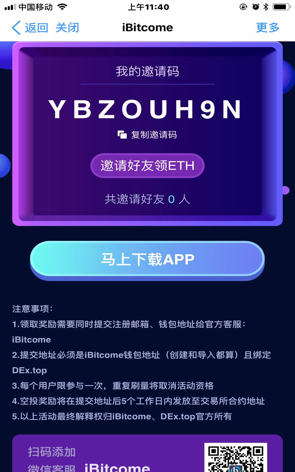 中国移动
上午11:40
返回 关闭 iBitcome 更多
我的邀请码
YBZOUH9N
复制邀请码
邀请好友领ETH
共邀请好友 0 人
马上下载APP
注意事项：
1.领取奖励需要同时提交注册邮箱、钱包地址给官方客服：
iBitcome
2.提交地址必须是iBitcome钱包地址（创建和导入都算）且绑定
DEx.top
3.每个用户限参与一次，重复刷量将取消活动资格
4.空投奖励将在提交地址后5个工作日内发放至交易所合约地址
5.以上活动最终解释权归iBitcome、DEx.top官方所有
扫码添加
微信客服 iBitcome